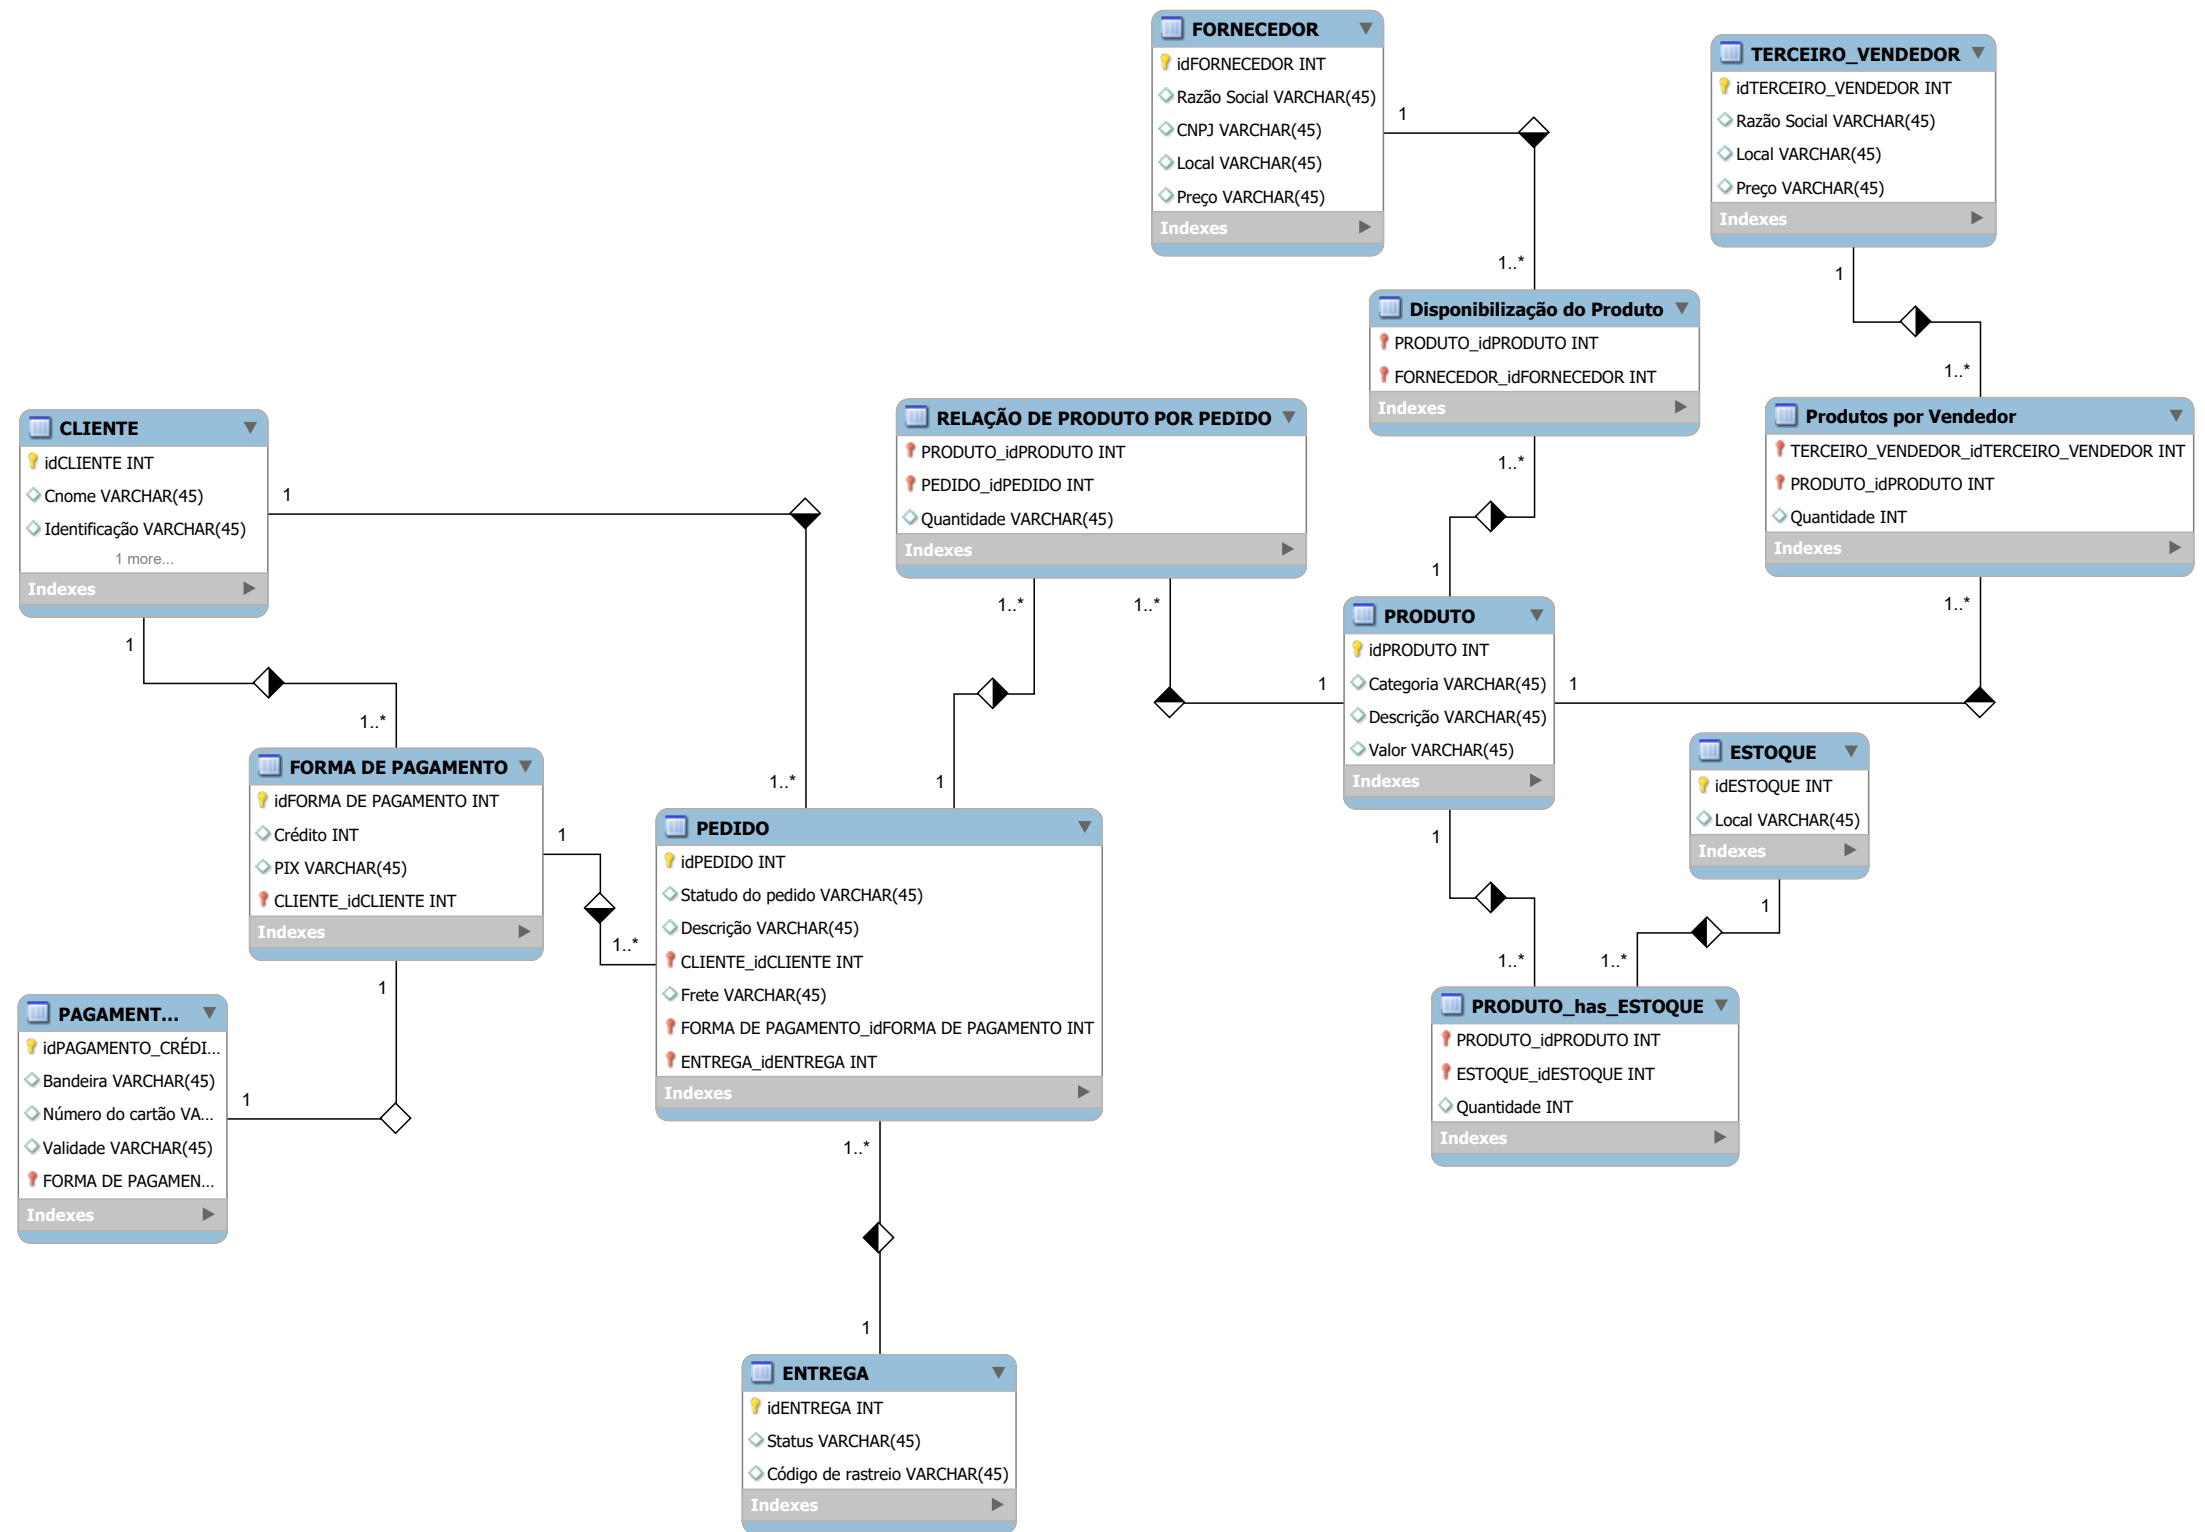 FORNECEDOR
idFORNECEDOR INT
Razão Social VARCHAR(45)
CNPJ VARCHAR(45)
Local VARCHAR(45)
Preço VARCHAR(45)
Indexes
1
1..*
TERCEIRO_VENDEDOR
idTERCEIRO_VENDEDOR INT
Razão Social VARCHAR(45)
Local VARCHAR(45)
Preço VARCHAR(45)
Indexes
1
1..*
Disponibilização do Produto
PRODUTO_idPRODUTO INT
FORNECEDOR_idFORNECEDOR INT
Indexes
1..*
1
Produtos por Vendedor
TERCEIRO_VENDEDOR_idTERCEIRO_VENDEDOR INT
PRODUTO_idPRODUTO INT
Quantidade INT
Indexes
1..*
1
CLIENTE
idCLIENTE INT
Cnome VARCHAR(45)
Identificação VARCHAR(45)
1 more...
Indexes
1
1..*
1
1..*
RELAÇÃO DE PRODUTO POR PEDIDO
PRODUTO_idPRODUTO INT
PEDIDO_idPEDIDO INT
Quantidade VARCHAR(45)
Indexes
1..*
1..*
1
1
PRODUTO
idPRODUTO INT
Categoria VARCHAR(45)
Descrição VARCHAR(45)
Valor VARCHAR(45)
Indexes
1
1..*
ESTOQUE
idESTOQUE INT
Local VARCHAR(45)
Indexes
1
1..*
FORMA DE PAGAMENTO
idFORMA DE PAGAMENTO INT
Crédito INT
PIX VARCHAR(45)
CLIENTE_idCLIENTE INT
Indexes
1
1..*
1
1
PEDIDO
idPEDIDO INT
Statudo do pedido VARCHAR(45)
Descrição VARCHAR(45)
CLIENTE_idCLIENTE INT
Frete VARCHAR(45)
FORMA DE PAGAMENTO_idFORMA DE PAGAMENTO INT
ENTREGA_idENTREGA INT
Indexes
1..*
1
PAGAMENT...
idPAGAMENTO_CRÉDI...
Bandeira VARCHAR(45)
Número do cartão VA...
Validade VARCHAR(45)
FORMA DE PAGAMEN...
Indexes
PRODUTO_has_ESTOQUE
PRODUTO_idPRODUTO INT
ESTOQUE_idESTOQUE INT
Quantidade INT
Indexes
ENTREGA
idENTREGA INT
Status VARCHAR(45)
Código de rastreio VARCHAR(45)
Indexes